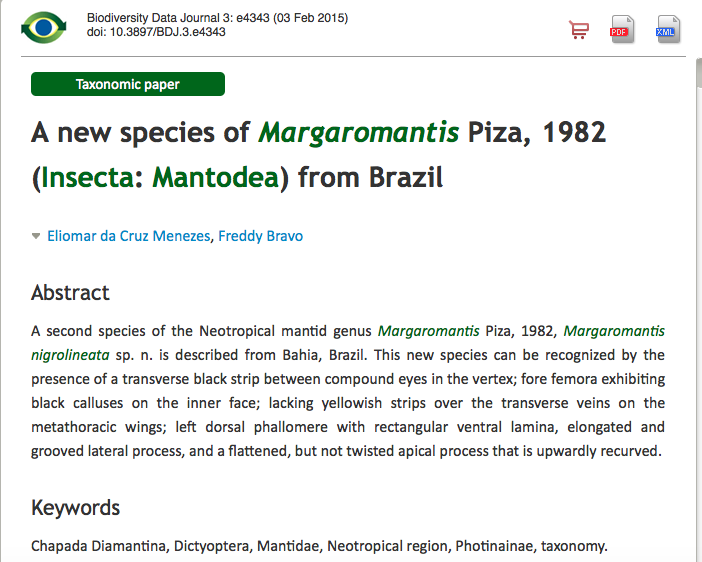 Biodiversity Data Journal 3: e4343 (03 Feb 2015)
doi: 10.3897/BDJ.3.e4343
PDF
XML
Taxonomic paper
A new species of Margaromantis Piza, 1982
(Insecta: Mantodea) from Brazil
Eliomar da Cruz Menezes, Freddy Bravo
Abstract
A second species of the Neotropical mantid genus Margaromantis Piza, 1982, Margaromantis
nigrolineata sp. n. is described from Bahia, Brazil. This new species can be recognized by the
presence of a transverse black strip between compound eyes in the vertex; fore femora exhibiting
black calluses on the inner face; lacking yellowish strips over the transverse veins on the
metathoracic wings; left dorsal phallomere with rectangular ventral lamina, elongated and
grooved lateral process, and a flattened, but not twisted apical process that is upwardly recurved.
Keywords
Chapada Diamantina, Dictyoptera, Mantidae, Neotropical region, Photinainae, taxonomy.